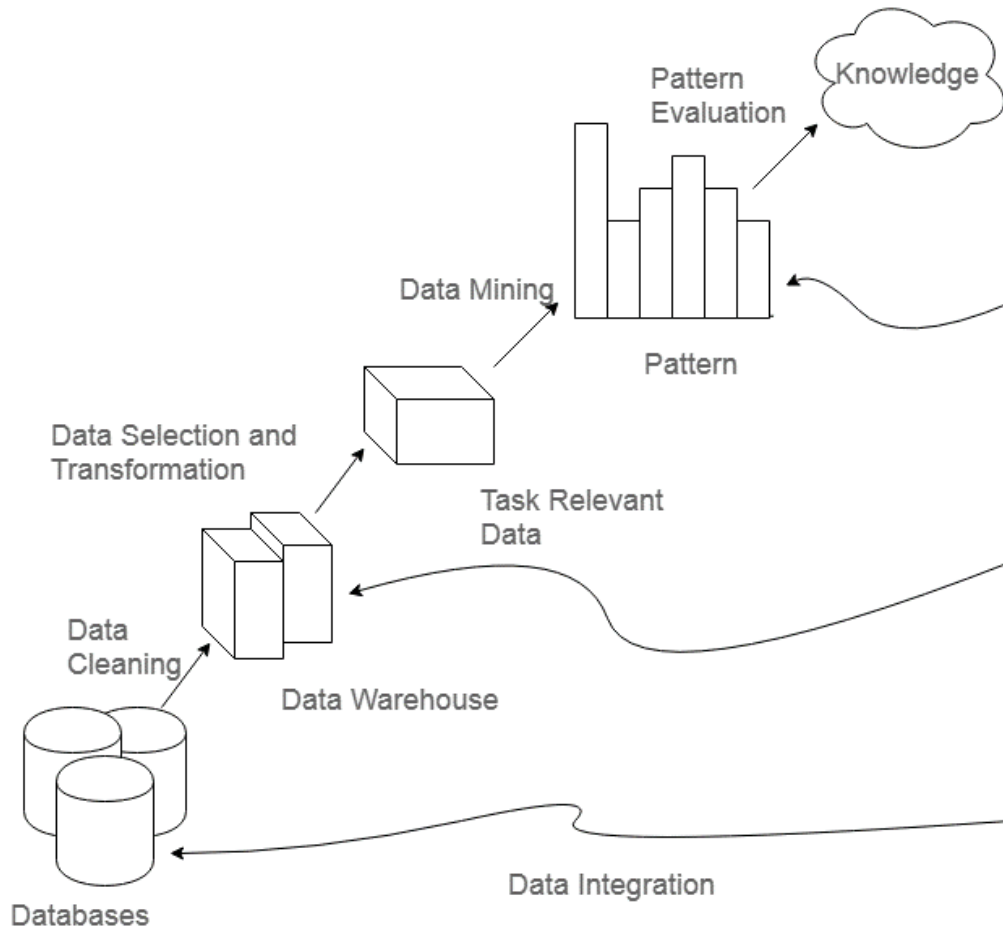 Knowledge
Pattern
Evaluation
Data Mining
Pattern
Data Selection and
Transformation
Task Relevant
Data
Data
Cleaning
Data Warehouse
Data Integration
Databases